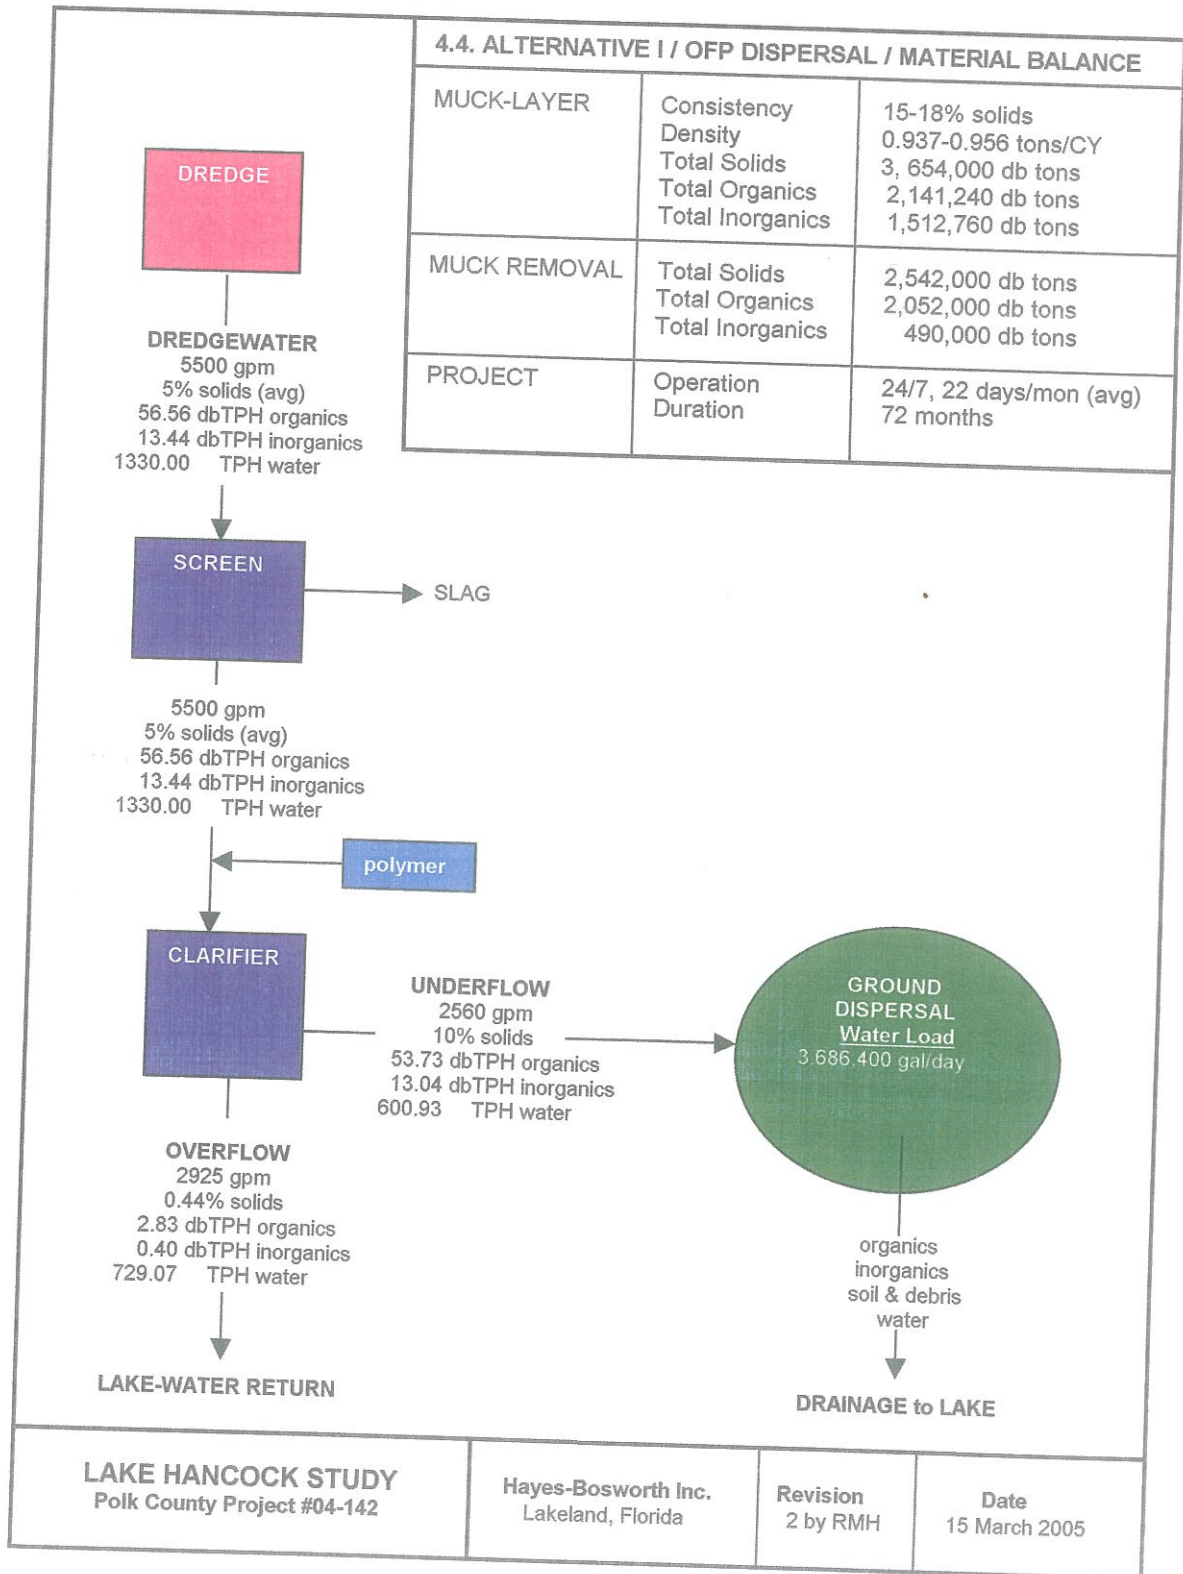 4.4. ALTERNATIVE I / OFP DISPERSAL / MATERIAL BALANCE
MUCK-LAYER
Consistency 15-18% solids
Density 0.937-0.956 tons/CY
Total Solids 3, 654,000 db tons
Total Organics 2,141,240 db tons
Total Inorganics 1,512,760 db tons
MUCK REMOVAL
Total Solids 2,542,000 db tons
Total Organics 2,052,000 db tons
Total Inorganics 490,000 db tons
PROJECT
Operation 24/7, 22 days/mon (avg)
Duration 72 months
DREDGE
DREDGEWATER
5500 gpm
5% solids (avg)
56.56 dbTPH organics
13.44 dbTPH inorganics
1330.00 TPH water
SCREEN
SLAG
5500 gpm
5% solids (avg)
56.56 dbTPH organics
13.44 dbTPH inorganics
1330.00 TPH water
polymer
CLARIFIER
UNDERFLOW
2560 gpm
10% solids
53.73 dbTPH organics
13.04 dbTPH inorganics
600.93 TPH water
GROUND
DISPERSAL
Water Load
3,686,400 gal/day
OVERFLOW
2925 gpm
0.44% solids
2.83 dbTPH organics
0.40 dbTPH inorganics
729.07 TPH water
organics
inorganics
soil & debris
water
LAKE-WATER RETURN
DRAINAGE to LAKE
LAKE HANCOCK STUDY
Polk County Project #04-142
Hayes-Bosworth Inc.
Lakeland, Florida
Revision
2 by RMH
Date
15 March 2005